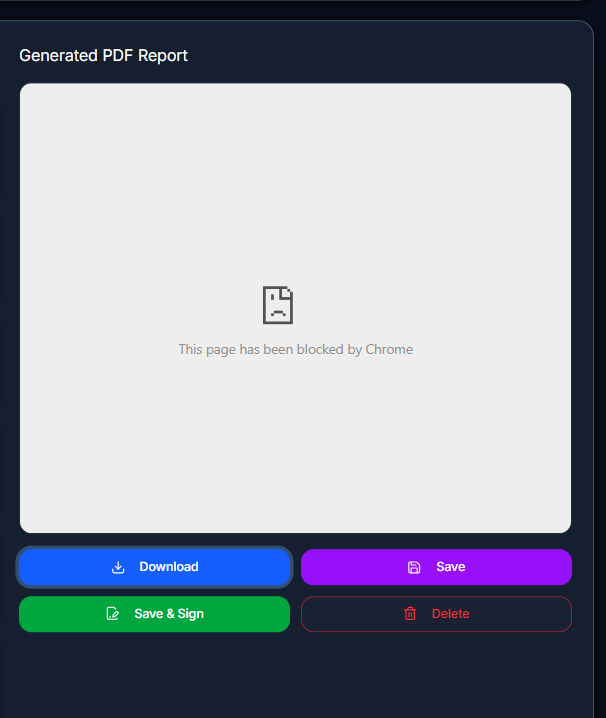 Generated PDF Report
This page has been blocked by Chrome
Download
Save
Save & Sign
Delete